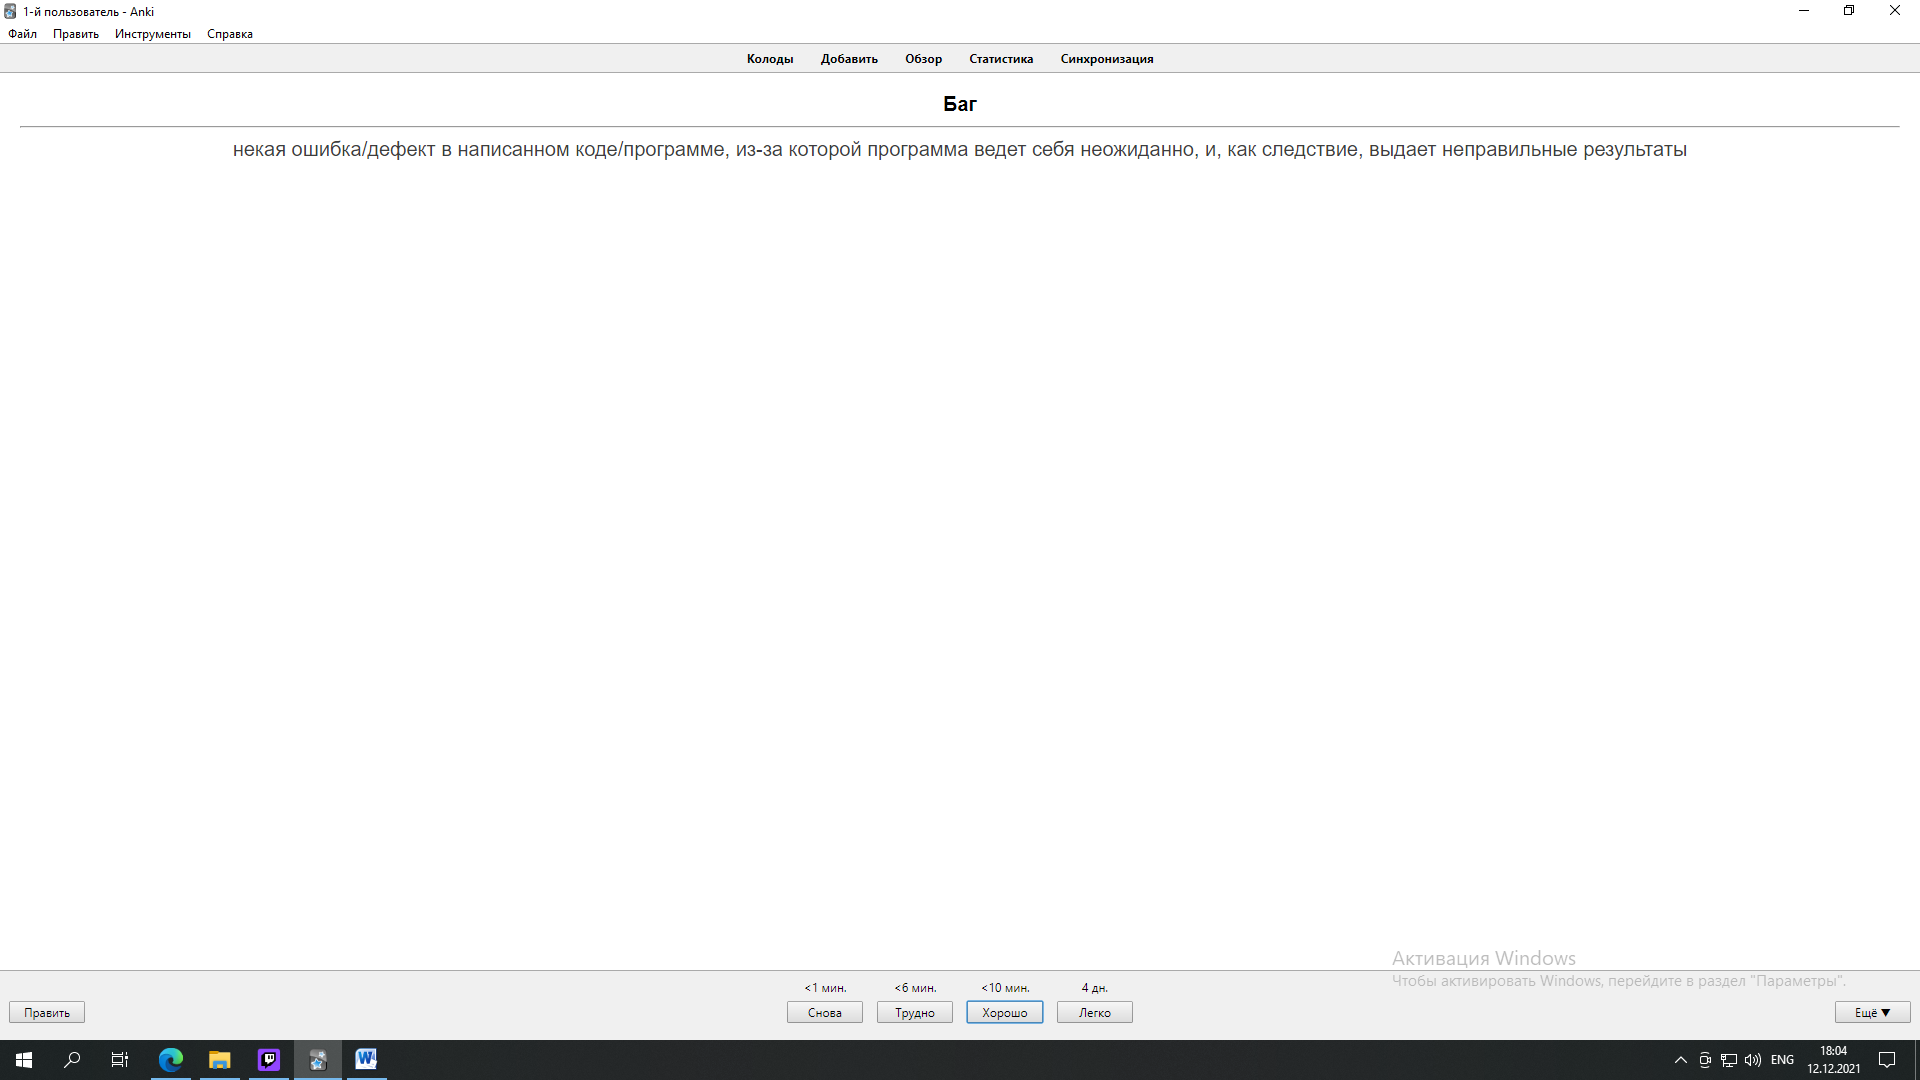 1-й пользователь - Anki
Файл Править Инструменты Справка
Колоды Добавить Обзор Статистика Синхронизация
Баг
некая ошибка/дефект в написанном коде/программе, из-за которой программа ведет себя неожиданно, и, как следствие, выдает неправильные результаты
Активация Windows
Чтобы активировать Windows, перейдите в раздел "Параметры".
<1 мин. <6 мин. <10 мин. 4 дн.
Править Снова Трудно Хорошо Легко Ещё ▼
W
ENG
18:04
12.12.2021